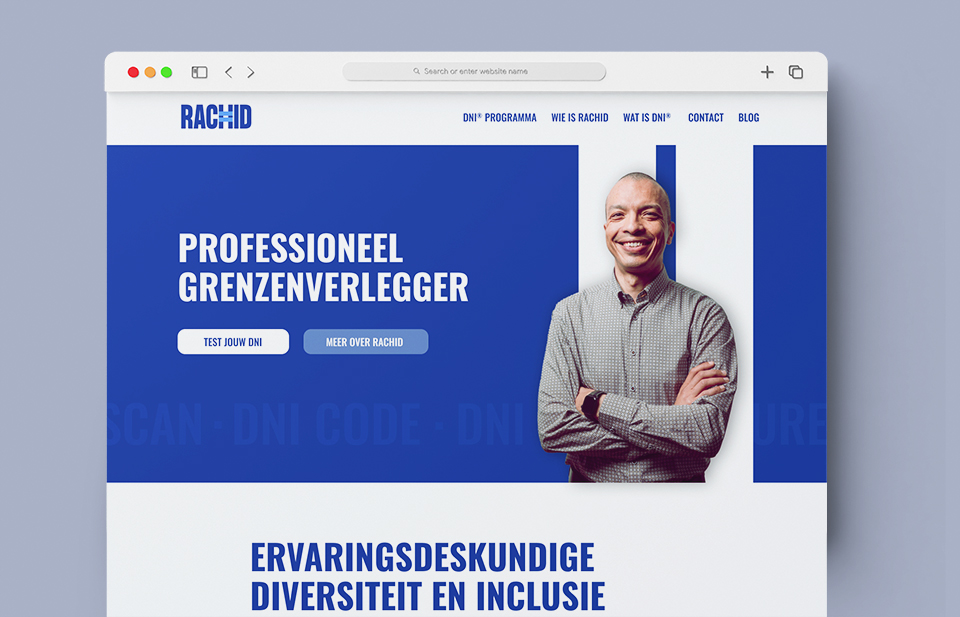 Search or enter website name
RACHID
DNI® PROGRAMMA WIE IS RACHID WAT IS DNI® CONTACT BLOG
PROFESSIONEEL
GRENZENVERLEGGER
TEST JOUW DNI MEER OVER RACHID
SCAN · DNI CODE · DNI URE
ERVARINGSDESKUNDIGE
DIVERSITEIT EN INCLUSIE